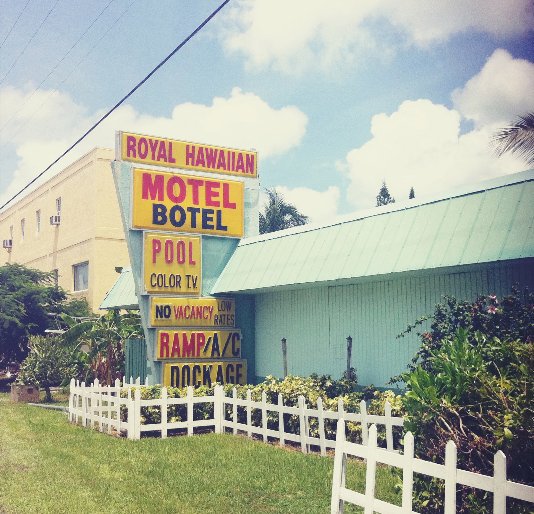 ROYAL HAWAIIAN
MOTEL
BOTEL
POOL
COLOR T.V.
NO VACANCY LOW RATES
RAMP/A/C
DOCKAGE